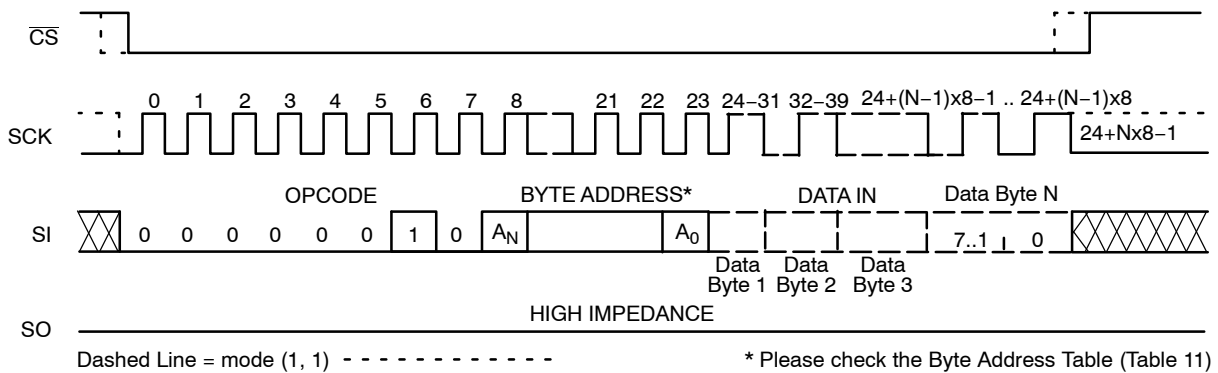 CS
0 1 2 3 4 5 6 7 8 21 22 23 24–31 32–39 24+(N–1)x8–1 .. 24+(N–1)x8
SCK
24+Nx8–1
OPCODE BYTE ADDRESS* DATA IN Data Byte N
SI
0 0 0 0 0 0 1 0 AN A0 7..1 0
Data Byte 1
Data Byte 2
Data Byte 3
HIGH IMPEDANCE
SO
Dashed Line = mode (1, 1)
* Please check the Byte Address Table (Table 11)